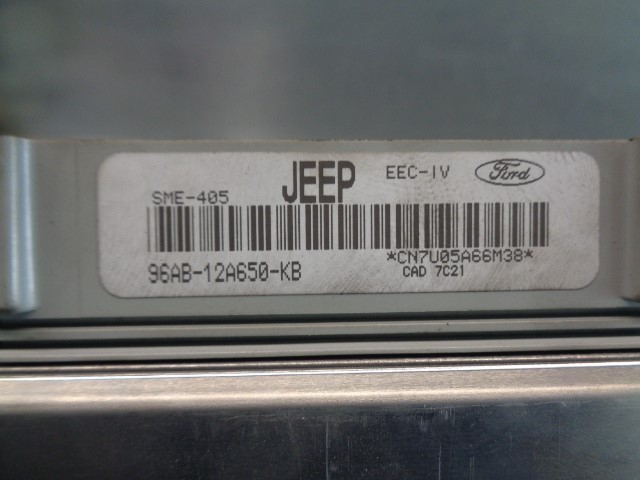 SME-405 JEEP EEC-IV Ford
96AB-12A650-KB *CN7U05A66M38*
CAD 7C21